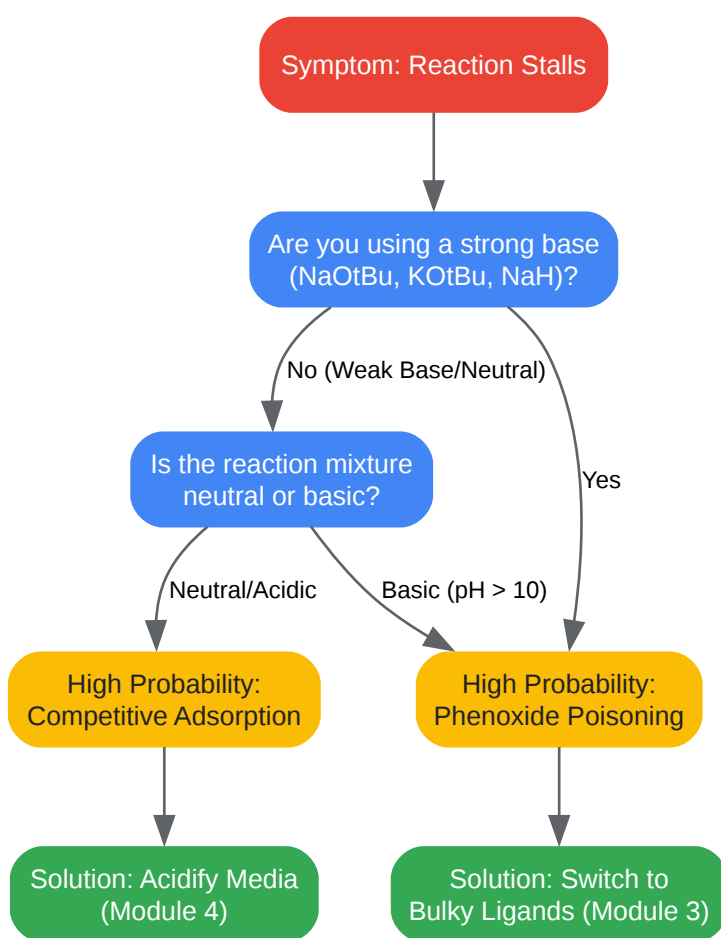 Symptom: Reaction Stalls
Are you using a strong base
(NaOtBu, KOtBu, NaH)?
No (Weak Base/Neutral)
Is the reaction mixture
neutral or basic?
Yes
Neutral/Acidic
Basic (pH > 10)
High Probability:
Competitive Adsorption
High Probability:
Phenoxide Poisoning
Solution: Acidify Media
(Module 4)
Solution: Switch to
Bulky Ligands (Module 3)